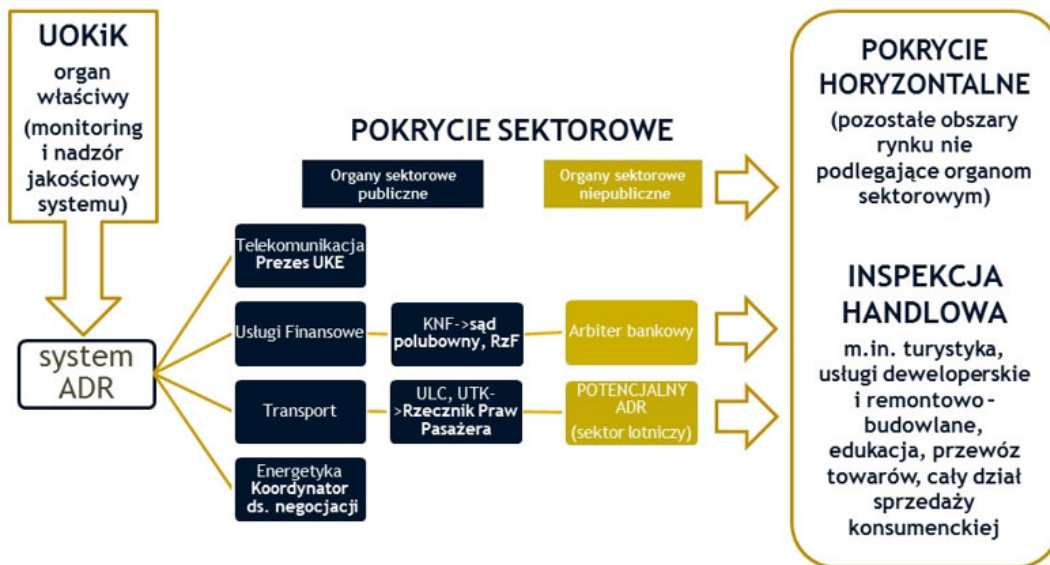 UOKiK
organ
właściwy
(monitoring
i nadzór
jakościowy
systemu)
system
ADR
POKRYCIE SEKTOROWE
Organy sektorowe
publiczne
Organy sektorowe
niepubliczne
Telekomunikacja
Prezes UKE
Usługi Finansowe
KNF->sąd
polubowny, RzF
Arbiter bankowy
Transport
ULC, UTK-
>Rzecznik Praw
Pasażera
POTENCJALNY
ADR
(sektor lotniczy)
Energetyka
Koordynator
ds. negocjacji
POKRYCIE
HORYZONTALNE
(pozostałe obszary
rynku nie
podlegające organom
sektorowym)
INSPEKCJA
HANDLOWA
m.in. turystyka,
usługi deweloperskie
i remontowo-
budowlane,
edukacja, przewóz
towarów, cały dział
sprzedaży
konsumenckiej